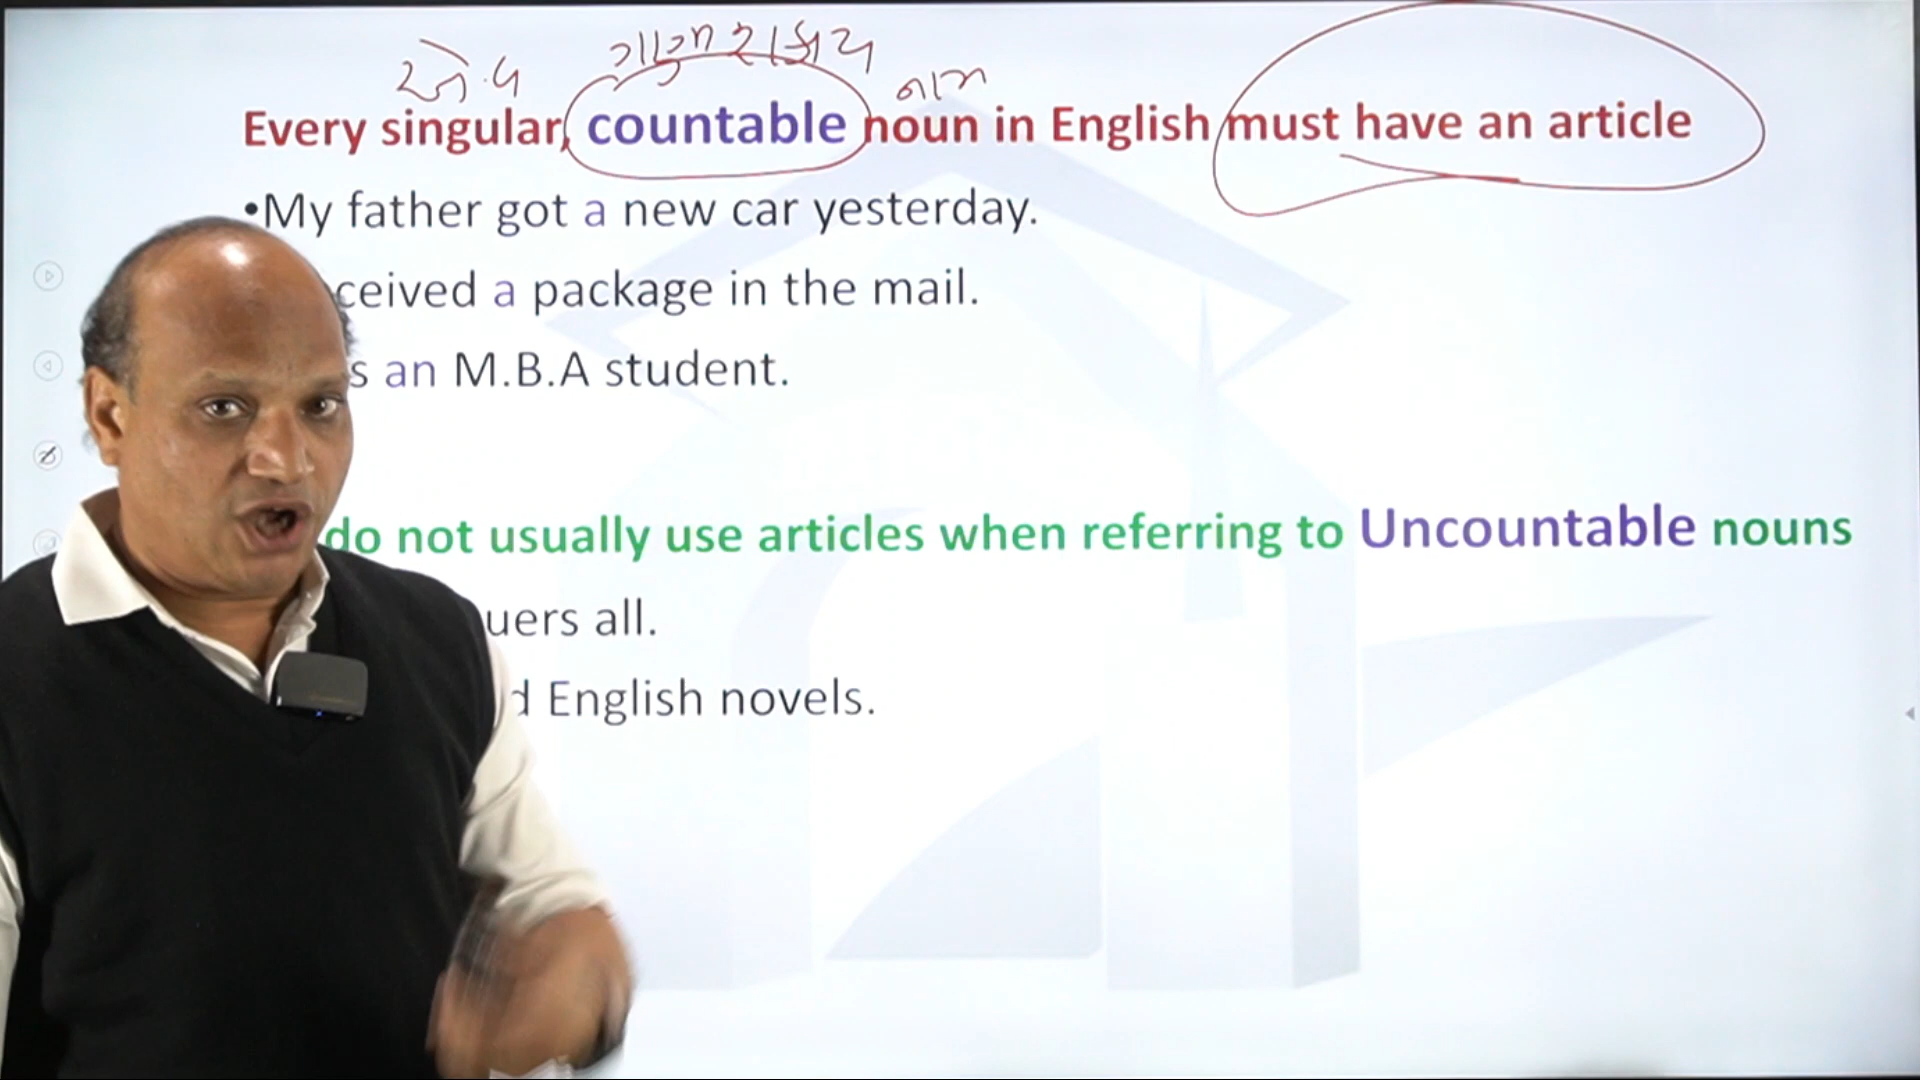 એ.વ ગણનાપાત્ર નામ
Every singular, countable noun in English must have an article
•My father got a new car yesterday.
ceived a package in the mail.
s an M.B.A student.
do not usually use articles when referring to Uncountable nouns
uers all.
d English novels.